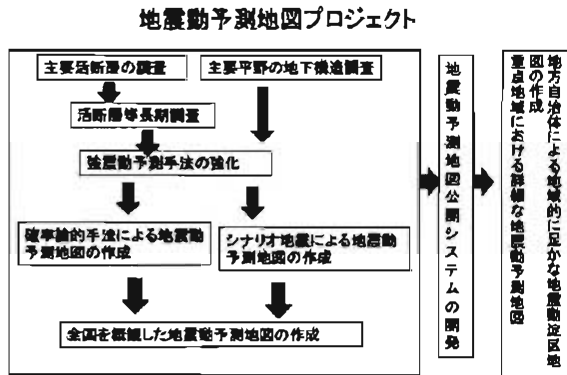 地震動予測地図プロジェクト
主要活断層の調査
主要平野の地下構造調査
活断層等長期調査
強震動予測手法の強化
確率論的手法による地震動
予測地図の作成
シナリオ地震による地震動
予測地図の作成
全国を概観した地震動予測地図の作成
地震動予測地図公開システムの開発
地方自治体による地域的に足かな地震動淀区地
図の作成
重点地域における詳細な地震動予測地図